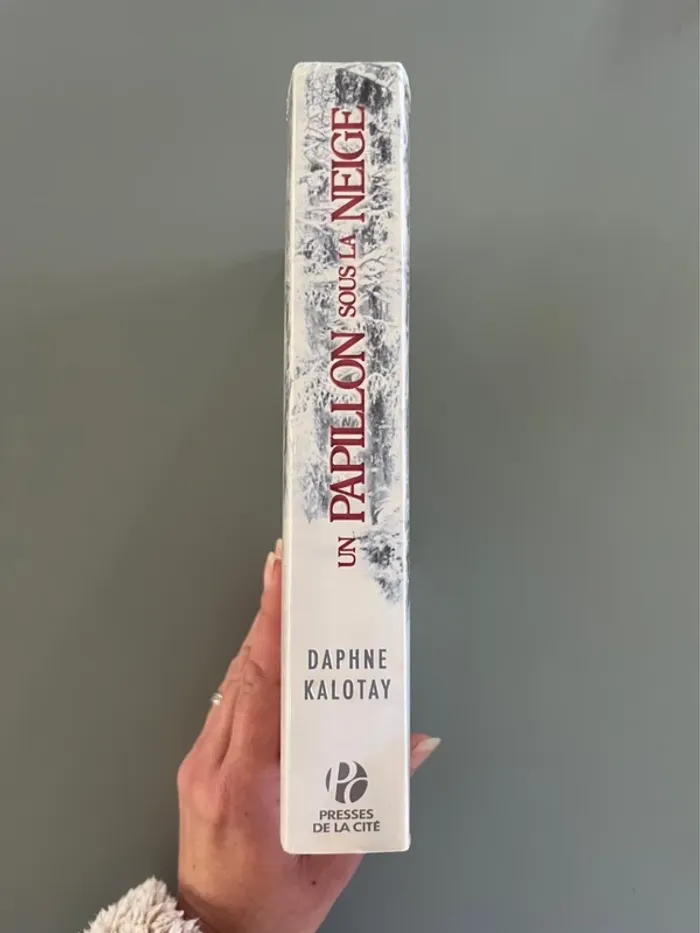 UN PAPILLON SOUS LA NEIGE
DAPHNE
KALOTAY
PRESSES
DE LA CITÉ